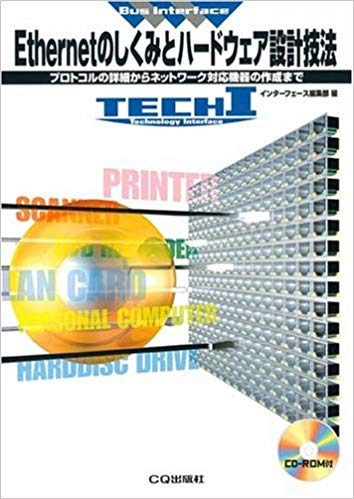 Bus Interface
Ethernetのしくみとハードウェア設計技法
プロトコルの詳細からネットワーク対応機器の作成まで
TECH I
Technology Interface
インターフェース編集部 編
PRINTER
SCANNER
LAN CARD
PERSONAL COMPUTER
HARDDISC DRIVE
CD-ROM付
CQ出版社